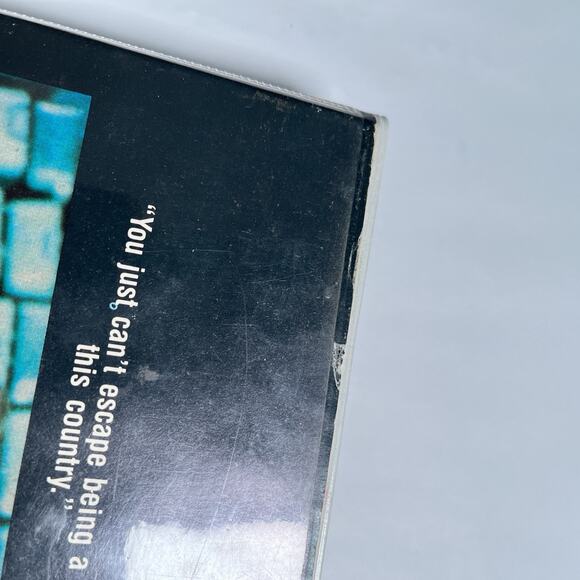 “You just can't escape being a
this country.”